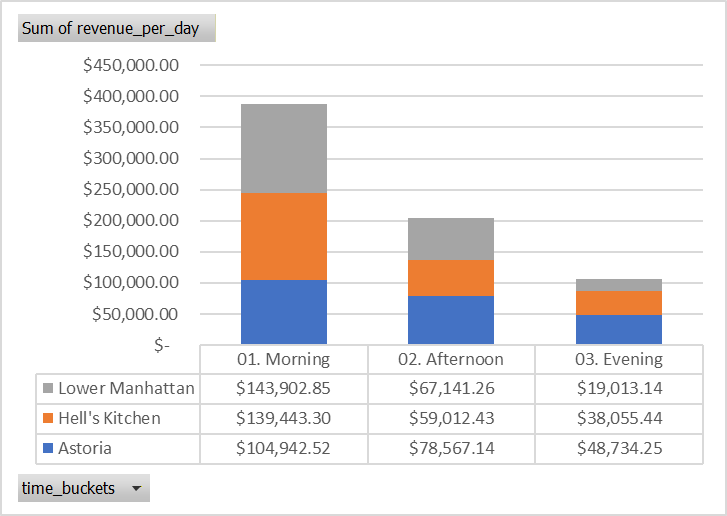 Sum of revenue_per_day
$450,000.00
$400,000.00
$350,000.00
$300,000.00
$250,000.00
$200,000.00
$150,000.00
$100,000.00
$50,000.00
$-
01. Morning 02. Afternoon 03. Evening
Lower Manhattan $143,902.85 $67,141.26 $19,013.14
Hell's Kitchen $139,443.30 $59,012.43 $38,055.44
Astoria $104,942.52 $78,567.14 $48,734.25
time_buckets